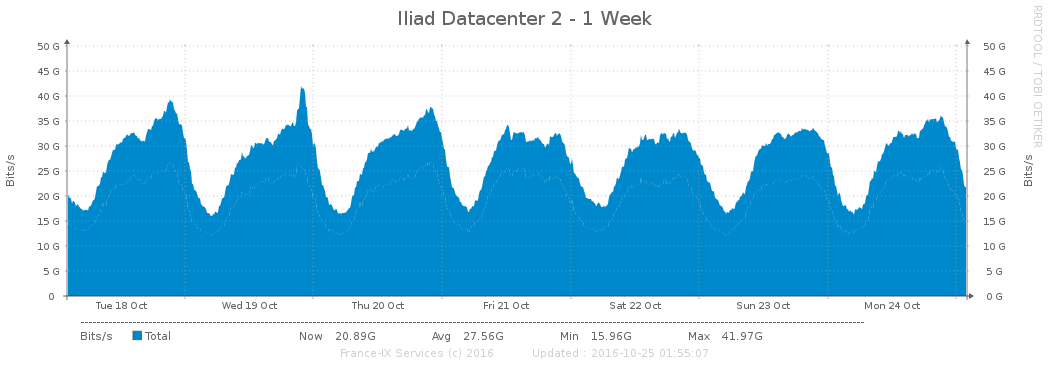 Iliad Datacenter 2 - 1 Week
RRDTOOL / TOBI OETIKER
Bits/s
50 G 50 G
45 G 45 G
40 G 40 G
35 G 35 G
30 G 30 G
25 G 25 G
20 G 20 G
15 G 15 G
10 G 10 G
5 G 5 G
0 0 G
Bits/s
Tue 18 Oct Wed 19 Oct Thu 20 Oct Fri 21 Oct Sat 22 Oct Sun 23 Oct Mon 24 Oct
Bits/s Total Now 20.89G Avg 27.56G Min 15.96G Max 41.97G
France-IX Services (c) 2016 Updated : 2016-10-25 01:55:07